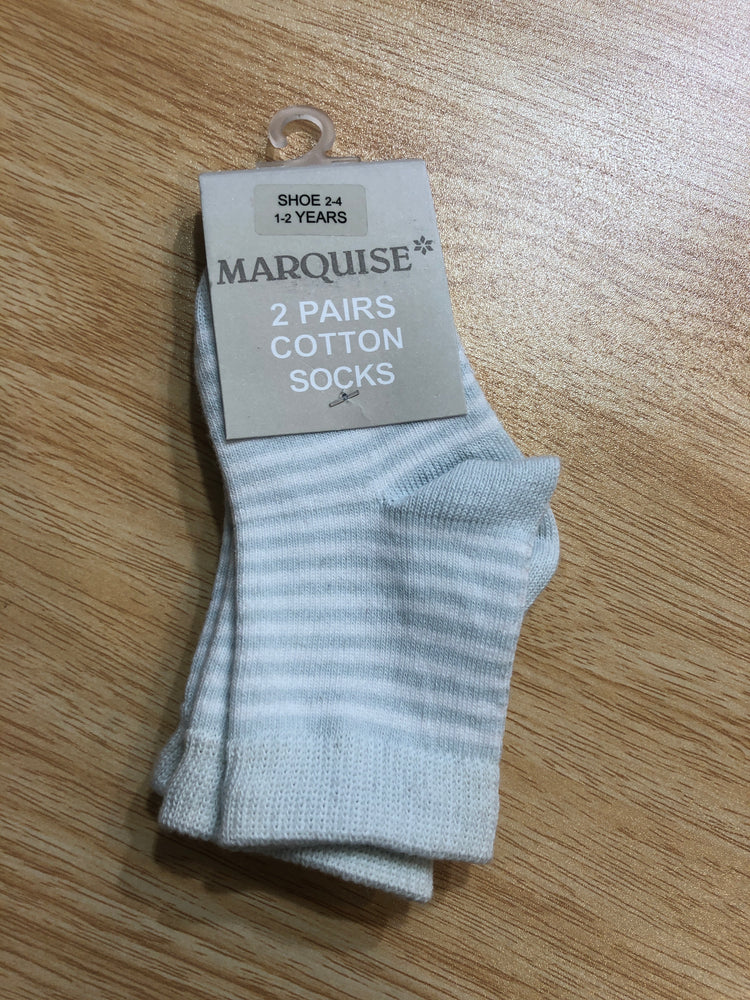 SHOE 2-4
1-2 YEARS
MARQUISE
2 PAIRS
COTTON
SOCKS